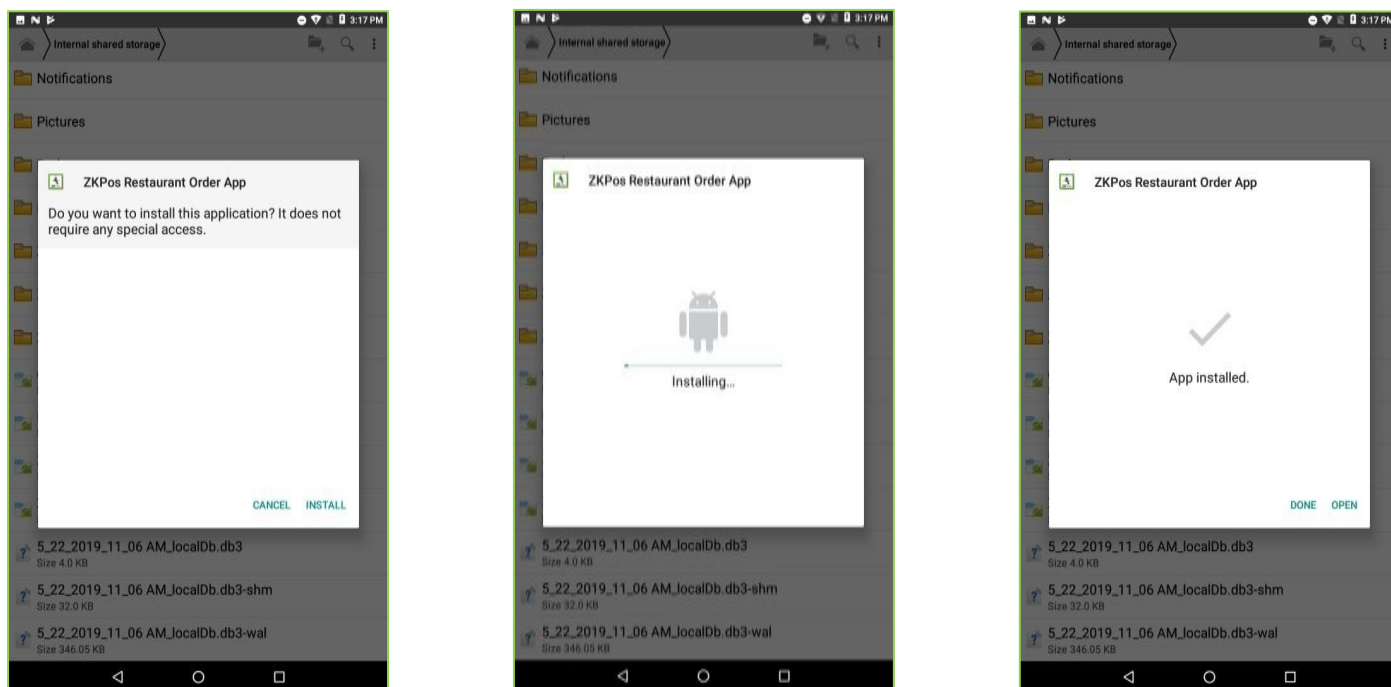 3:17 PM
Internal shared storage
Notifications
Pictures
ZKPos Restaurant Order App
Do you want to install this application? It does not
require any special access.
CANCEL INSTALL
5_22_2019_11_06 AM_localDb.db3
Size 4.0 KB
5_22_2019_11_06 AM_localDb.db3-shm
Size 32.0 KB
5_22_2019_11_06 AM_localDb.db3-wal
Size 346.05 KB
3:17 PM
Internal shared storage
Notifications
Pictures
ZKPos Restaurant Order App
Installing...
5_22_2019_11_06 AM_localDb.db3
Size 4.0 KB
5_22_2019_11_06 AM_localDb.db3-shm
Size 32.0 KB
5_22_2019_11_06 AM_localDb.db3-wal
Size 346.05 KB
3:17 PM
Internal shared storage
Notifications
Pictures
ZKPos Restaurant Order App
App installed.
DONE OPEN
5_22_2019_11_06 AM_localDb.db3
Size 4.0 KB
5_22_2019_11_06 AM_localDb.db3-shm
Size 32.0 KB
5_22_2019_11_06 AM_localDb.db3-wal
Size 346.05 KB